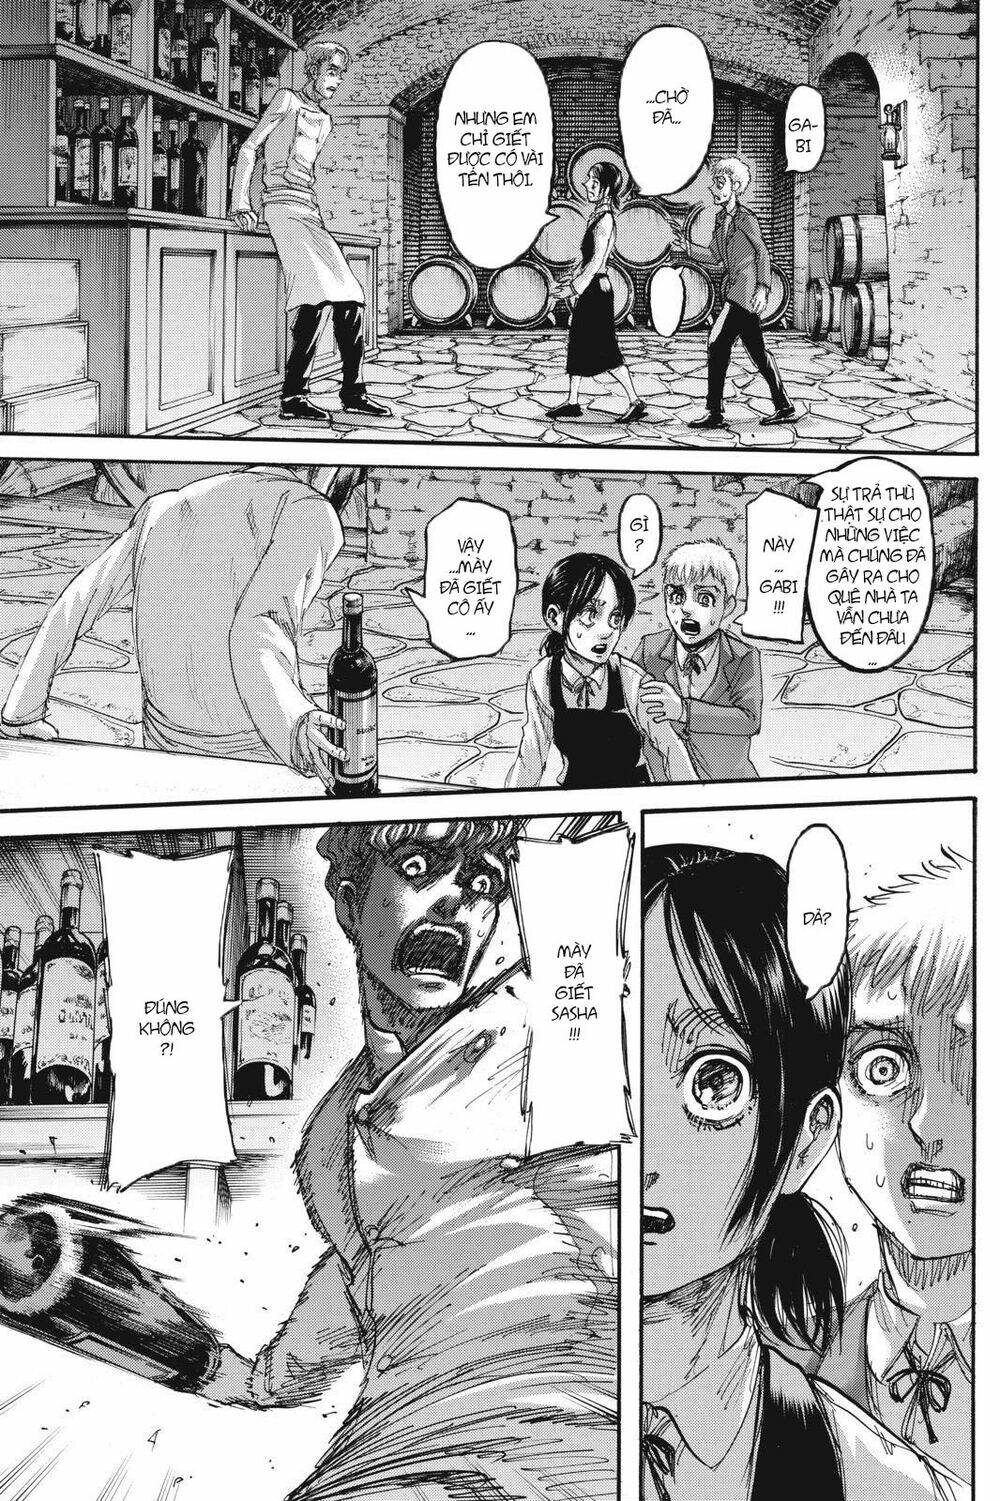 GA-
BI
...CHỜ
ĐÃ...
NHƯNG EM
CHỈ GIẾT
ĐƯỢC CÓ VÀI
TÊN THÔI.
SỰ TRẢ THÙ
THẬT SỰ CHO
NHỮNG VIỆC
MÀ CHÚNG ĐÃ
GÂY RA CHO
QUÊ NHÀ TA
VẪN CHƯA
ĐẾN ĐÂU
...
NÀY
...
GABI
!!!
GÌ
?
VẬY
...MÀY
ĐÃ GIẾT
CÔ ẤY
...
DẢ?
MÀY
ĐÃ
GIẾT
SASHA
!!!
ĐÚNG
KHÔNG
?!